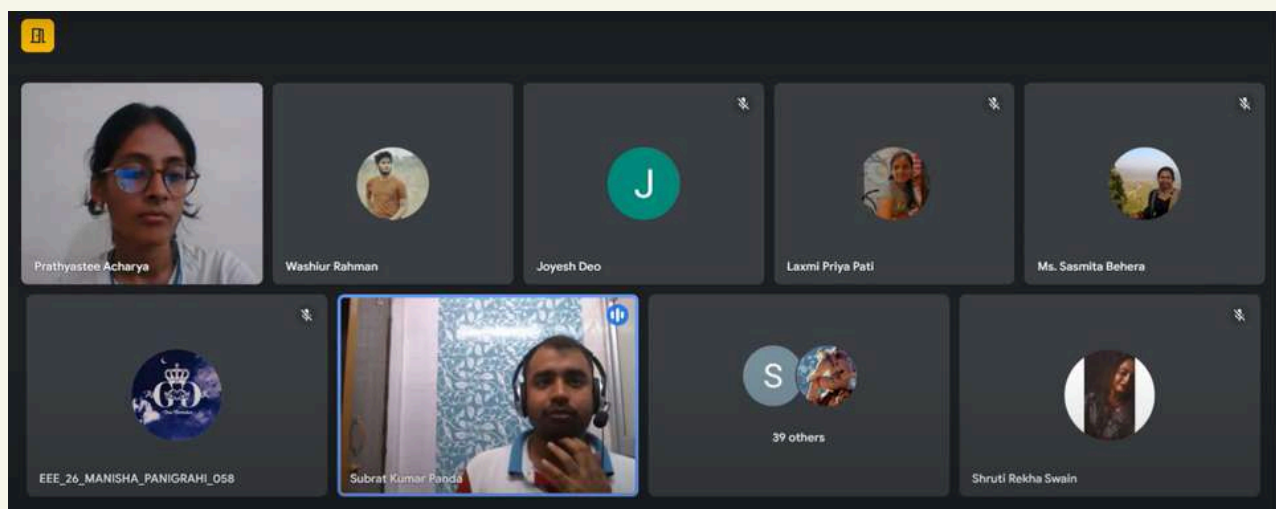 Prathyastee Acharya
Washiur Rahman
J
Joyesh Deo
Laxmi Priya Pati
Ms. Sasmita Behera
EEE_26_MANISHA_PANIGRAHI_058
Subrat Kumar Panda
S
39 others
Shruti Rekha Swain